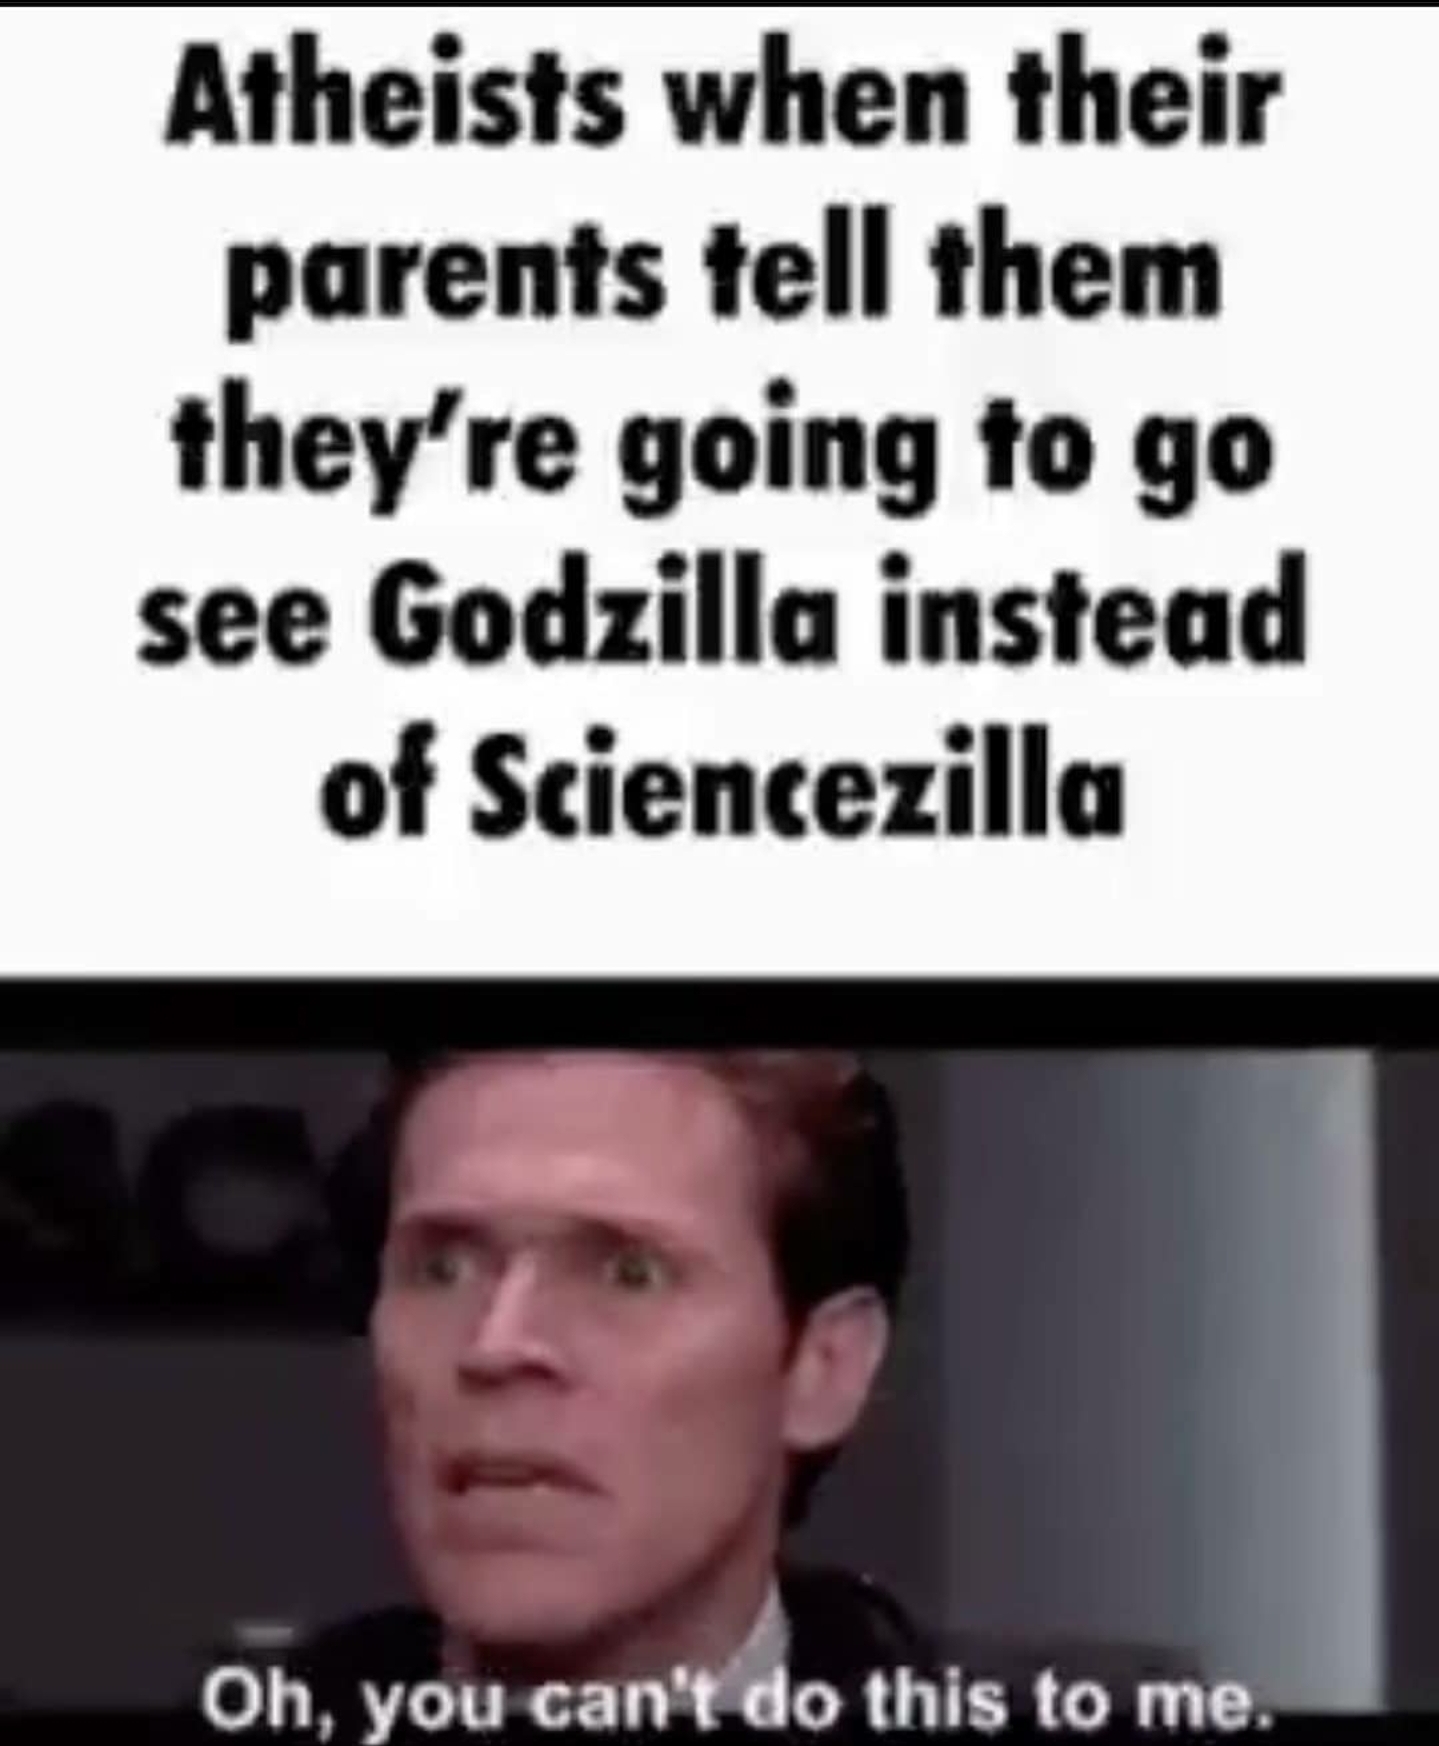 Atheists when their
parents tell them
they're going to go
see Godzilla instead
of Sciencezilla
Oh, you can't do this to me.